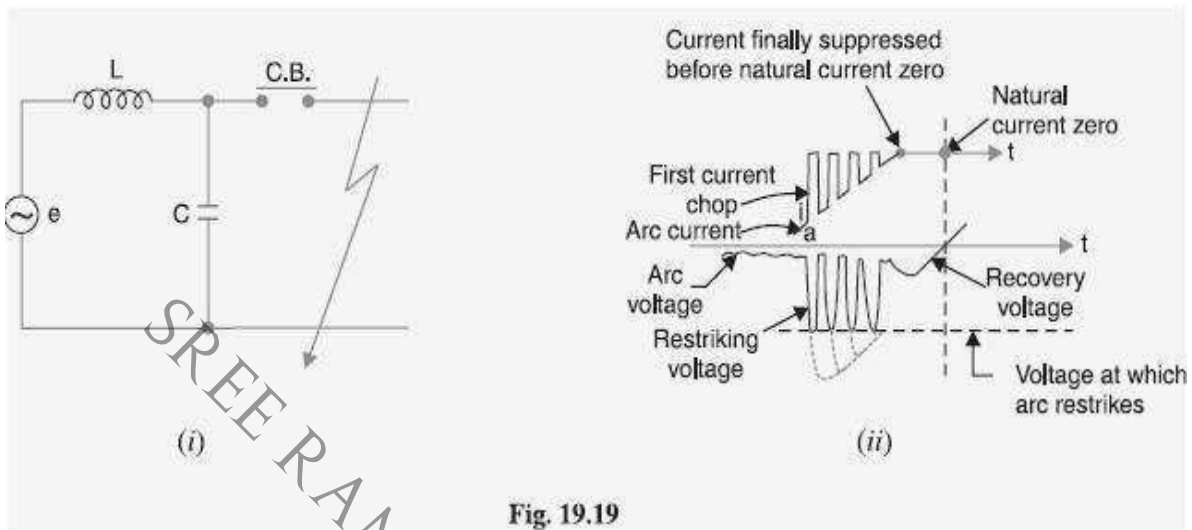 L
C.B.
e
C
(i)
Current finally suppressed
before natural current zero
Natural
current zero
t
First current
chop
i
Arc current
a
t
Arc
voltage
Recovery
voltage
Restriking
voltage
Voltage at which
arc restrikes
(ii)
SREE RAM
Fig. 19.19